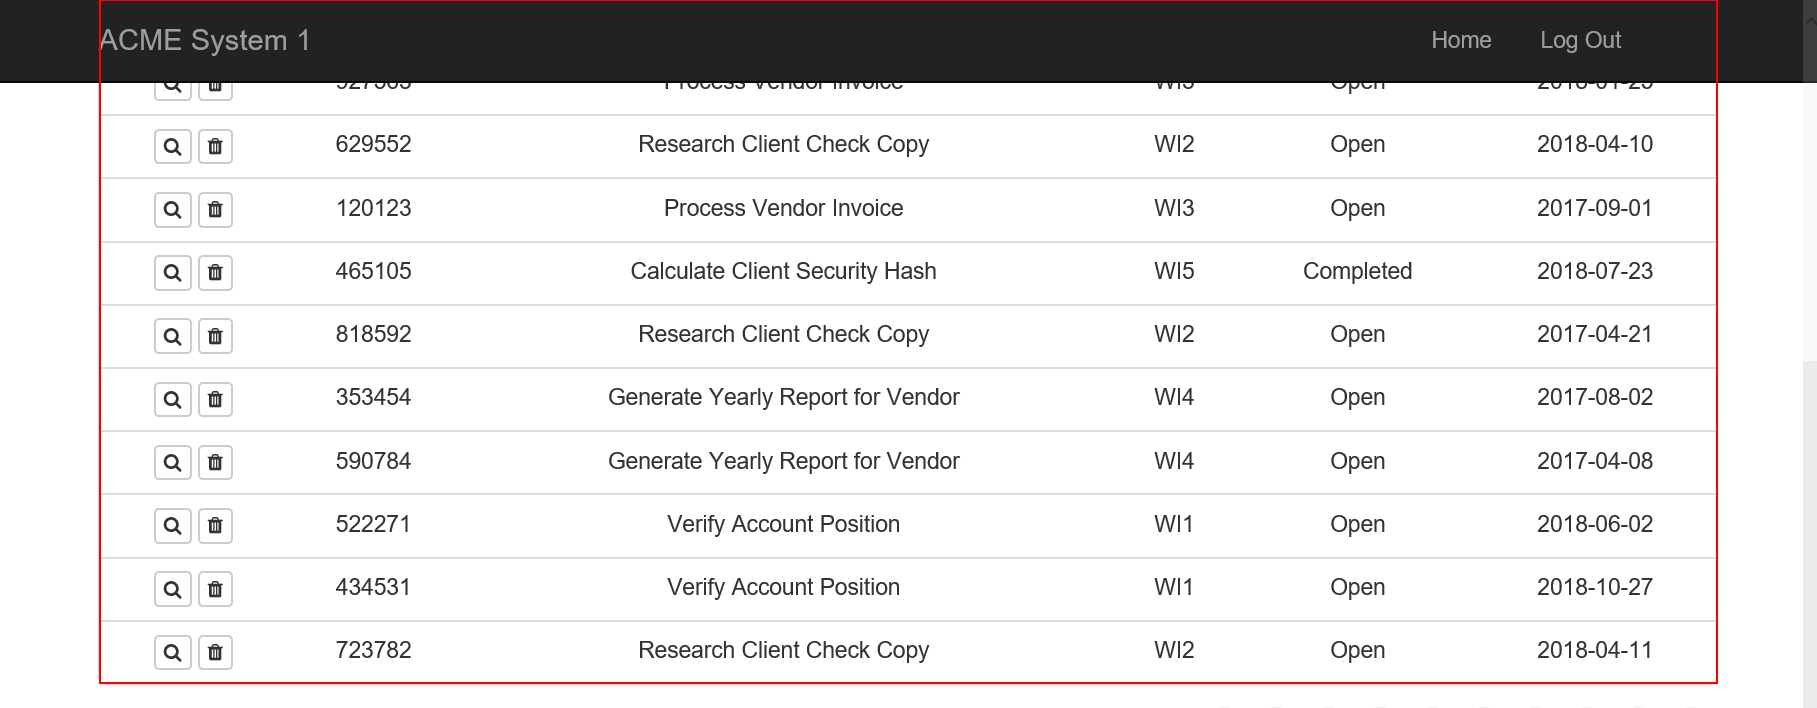 ACME System 1 Home Log Out
Process Vendor Invoice WI3 Open
629552 Research Client Check Copy WI2 Open 2018-04-10
120123 Process Vendor Invoice WI3 Open 2017-09-01
465105 Calculate Client Security Hash WI5 Completed 2018-07-23
818592 Research Client Check Copy WI2 Open 2017-04-21
353454 Generate Yearly Report for Vendor WI4 Open 2017-08-02
590784 Generate Yearly Report for Vendor WI4 Open 2017-04-08
522271 Verify Account Position WI1 Open 2018-06-02
434531 Verify Account Position WI1 Open 2018-10-27
723782 Research Client Check Copy WI2 Open 2018-04-11